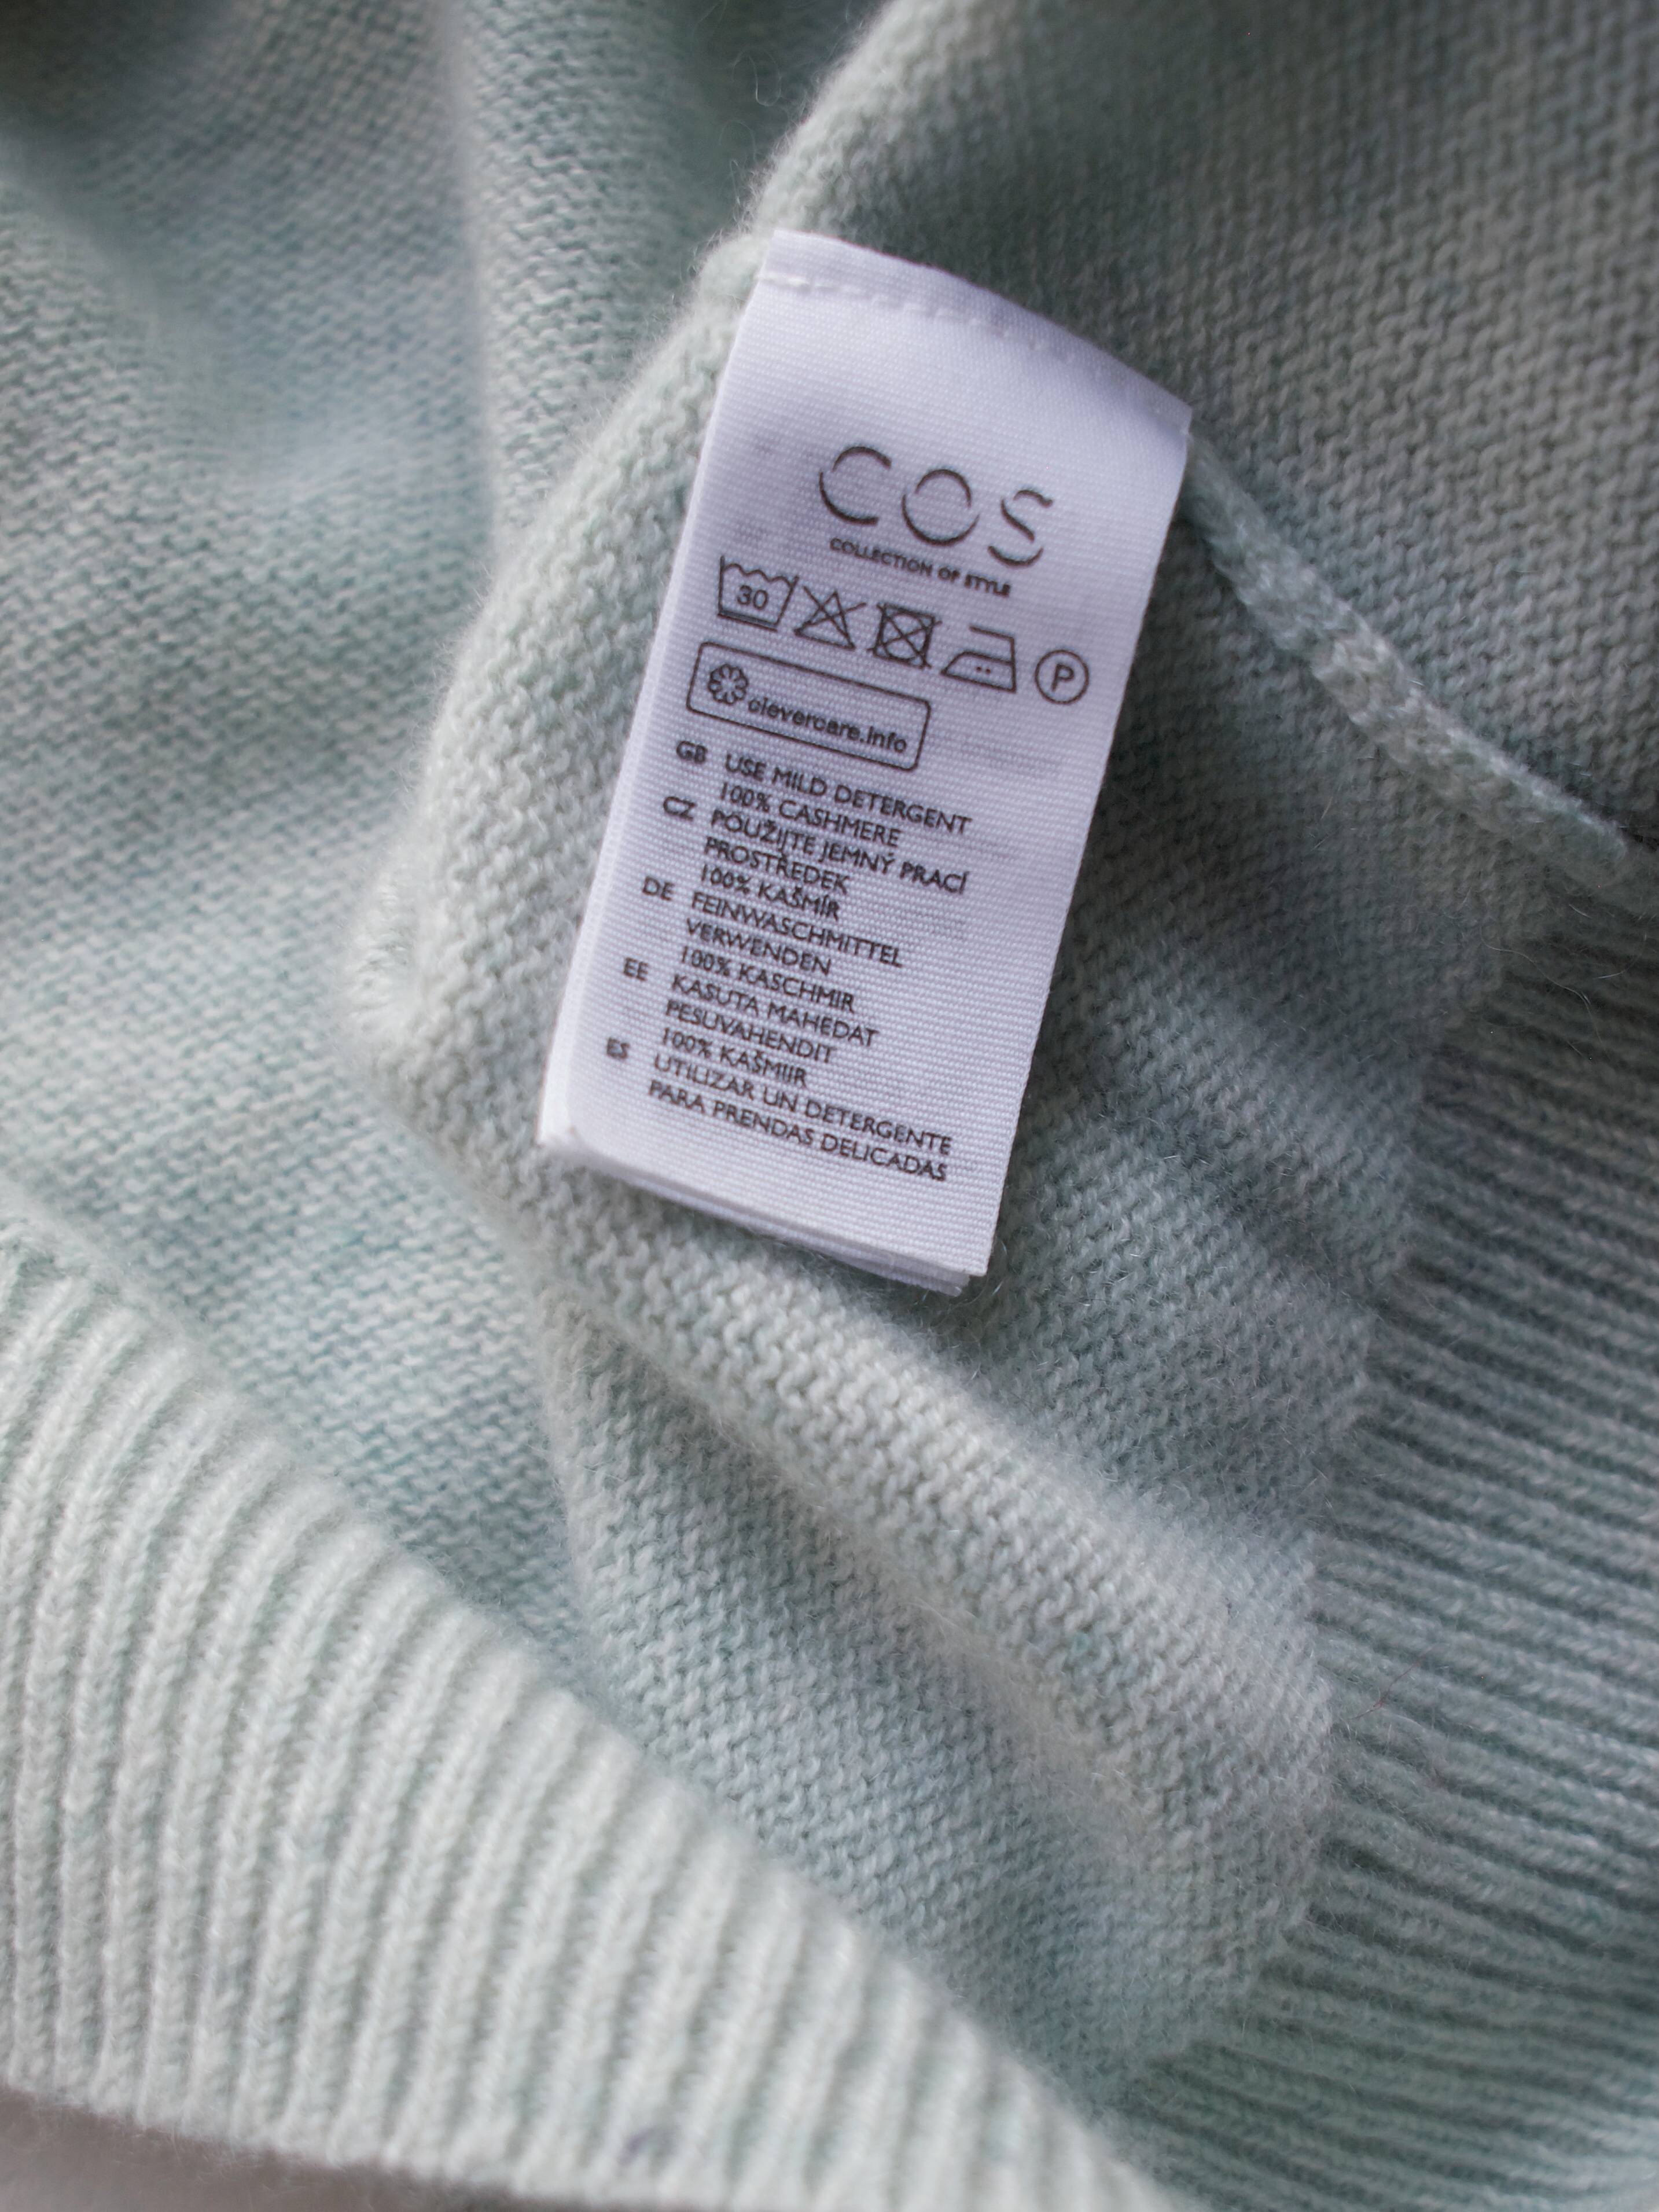 COS
COLLECTION OF STYLE
30
P
clevercare.info
GB USE MILD DETERGENT
100% CASHMERE
CZ POUŽIJTE JEMNÝ PRACÍ
PROSTŘEDEK
100% KAŠMÍR
DE FEINWASCHMITTEL
VERWENDEN
100% KASCHMIR
EE KASUTA MAHEDAT
PESUVAHENDIT
100% KAŠMIIR
ES UTILIZAR UN DETERGENTE
PARA PRENDAS DELICADAS